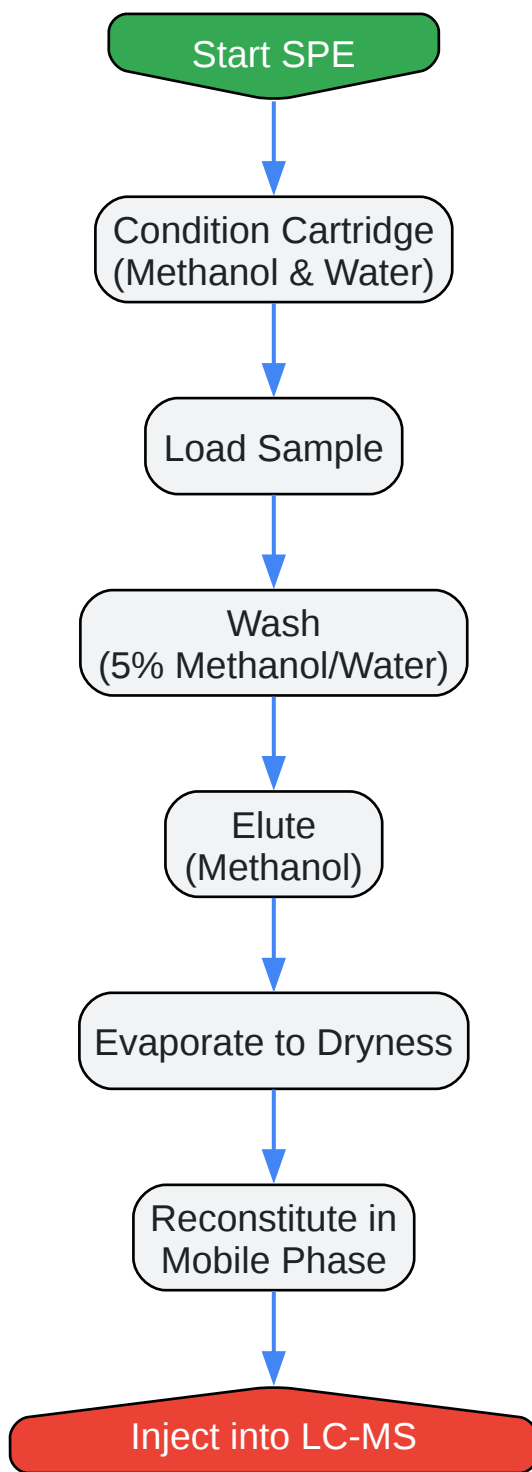 Start SPE
Condition Cartridge
(Methanol & Water)
Load Sample
Wash
(5% Methanol/Water)
Elute
(Methanol)
Evaporate to Dryness
Reconstitute in
Mobile Phase
Inject into LC-MS